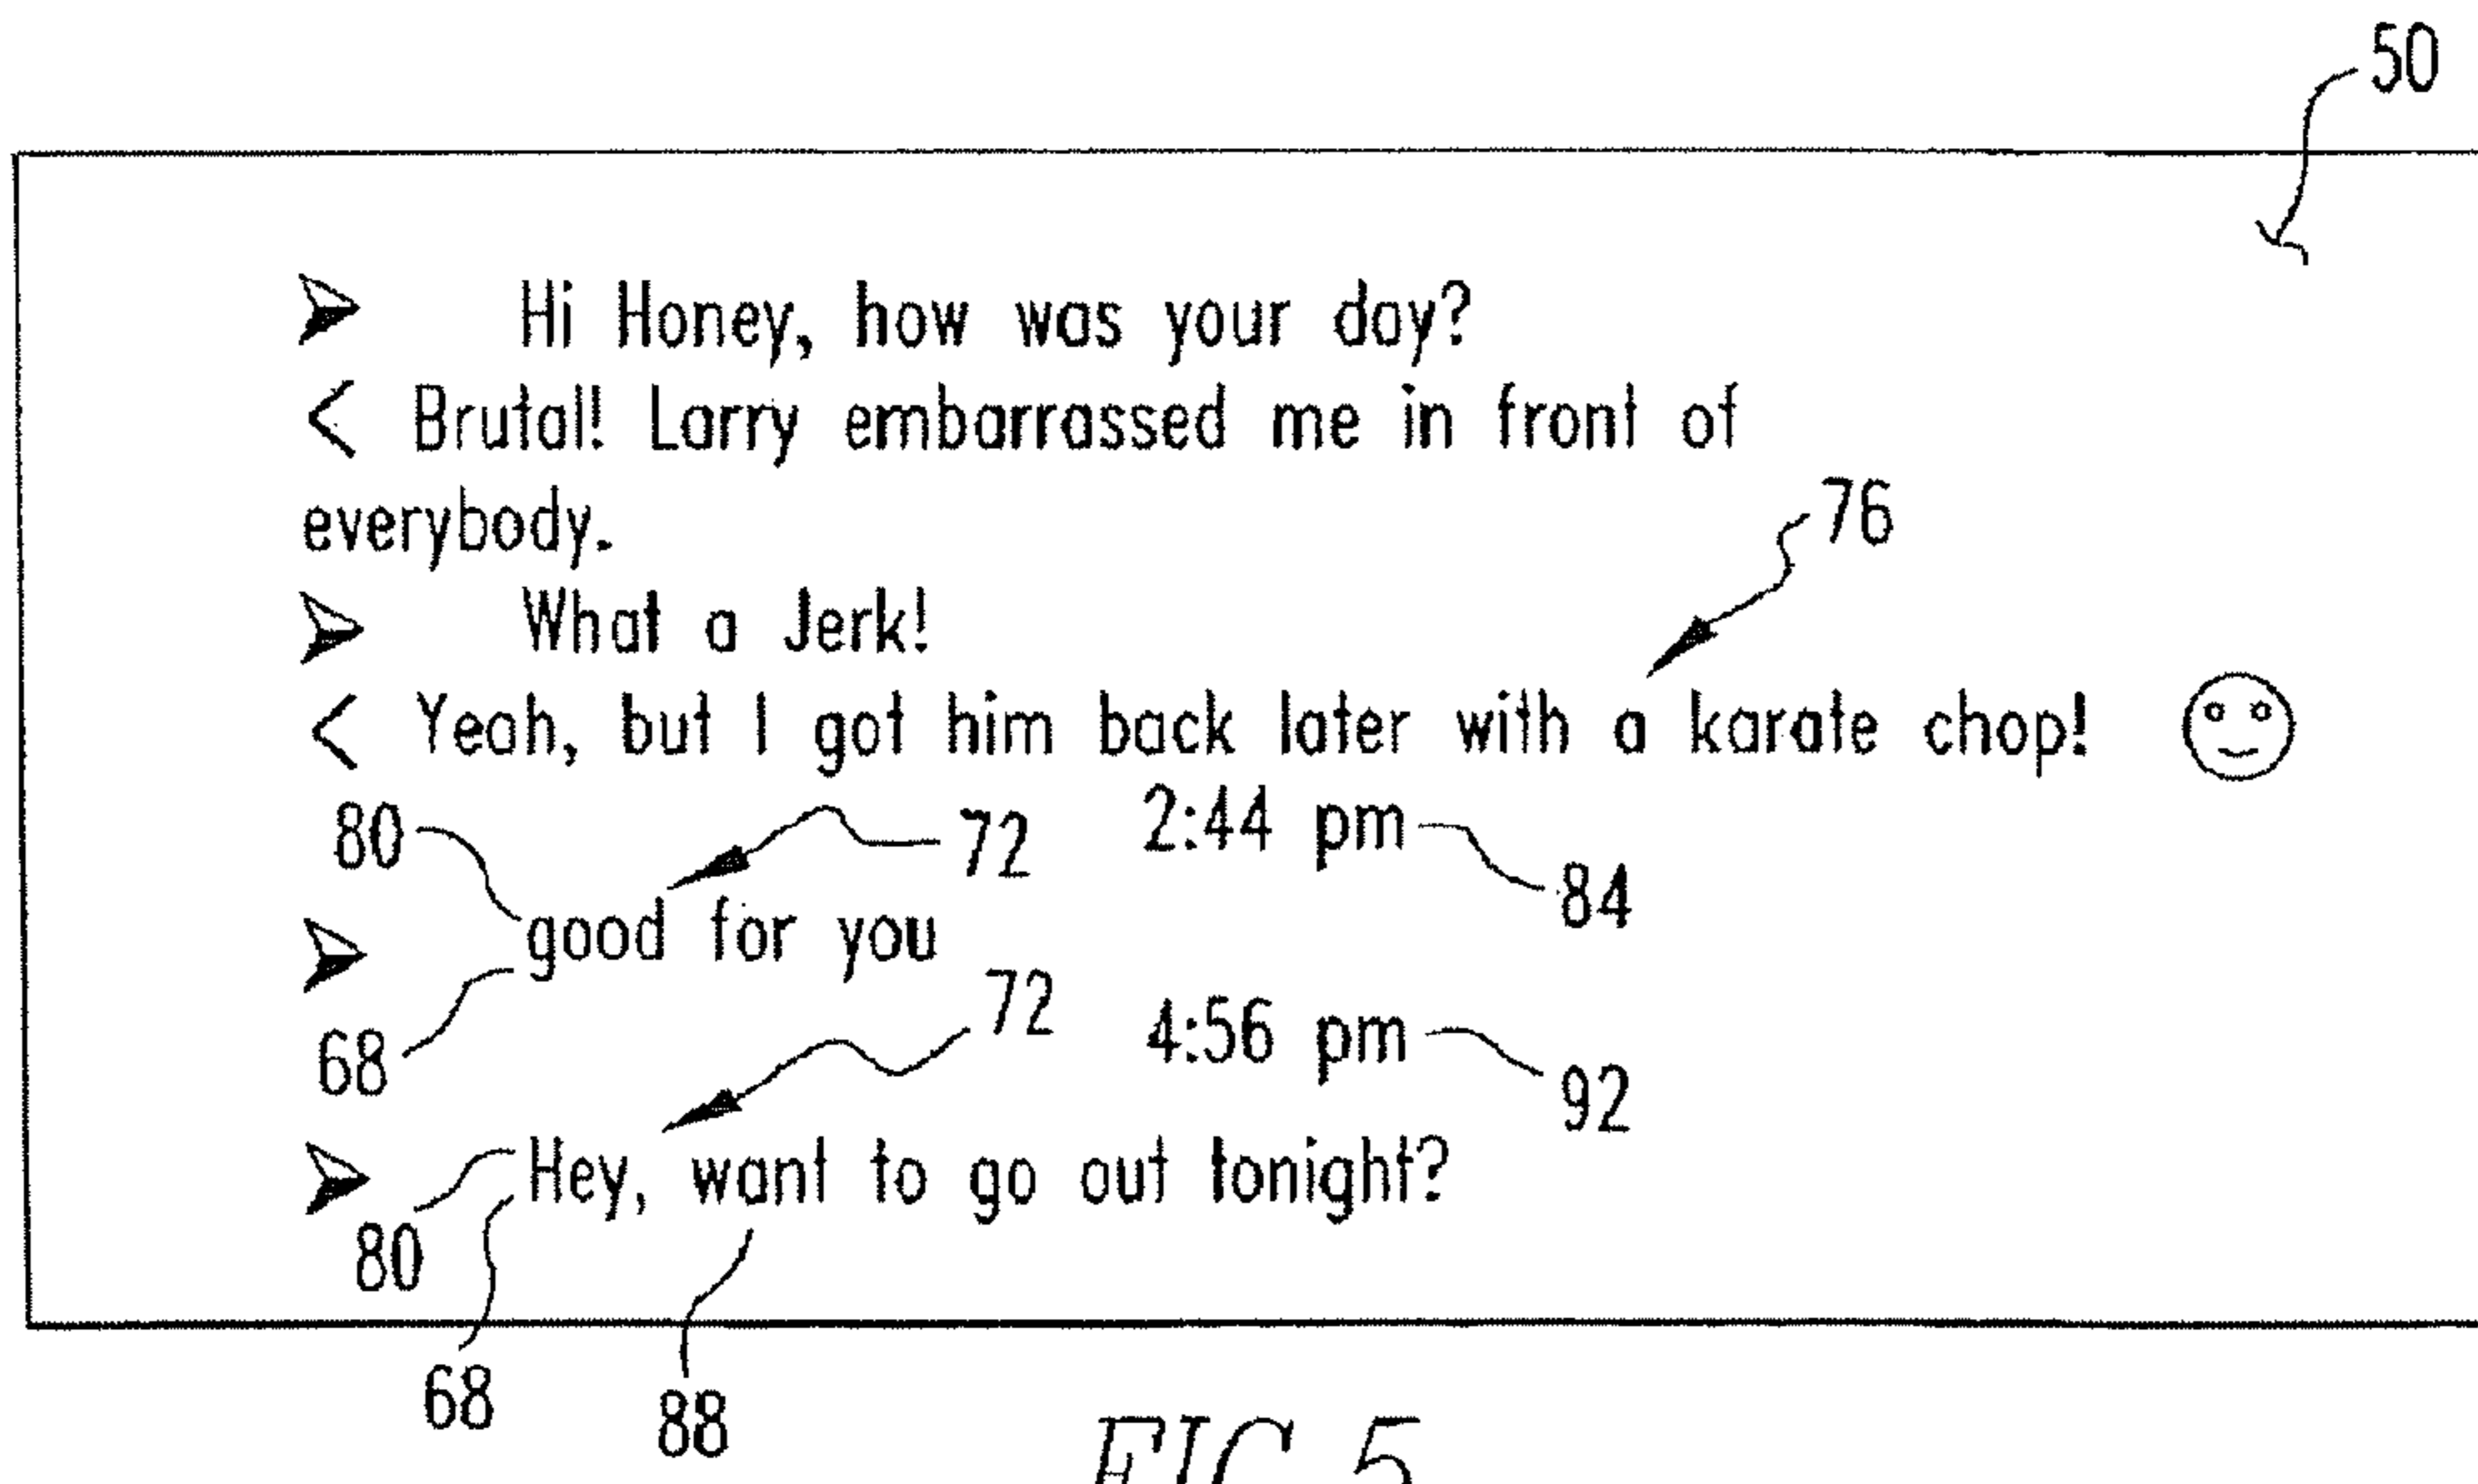 50
➢ Hi Honey, how was your day?
< Brutal! Larry embarrassed me in front of
everybody.
76
➢ What a Jerk!
< Yeah, but I got him back later with a karate chop!
80 72 2:44 pm
84
➢ good for you
72
68 4:56 pm
92
➢ Hey, want to go out tonight?
80
68 88
FIG. 5